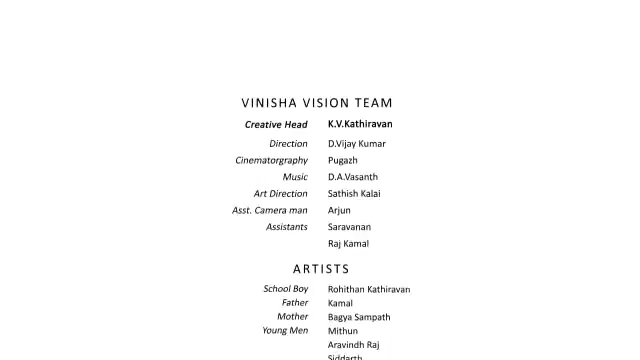 VINISHA VISION TEAM
Creative Head K.V.Kathiravan
Direction D.Vijay Kumar
Cinematorgraphy Pugazh
Music D.A.Vasanth
Art Direction Sathish Kalai
Asst. Camera man Arjun
Assistants Saravanan
Raj Kamal
ARTISTS
School Boy Rohithan Kathiravan
Father Kamal
Mother Bagya Sampath
Young Men Mithun
Aravindh Raj
Siddarth